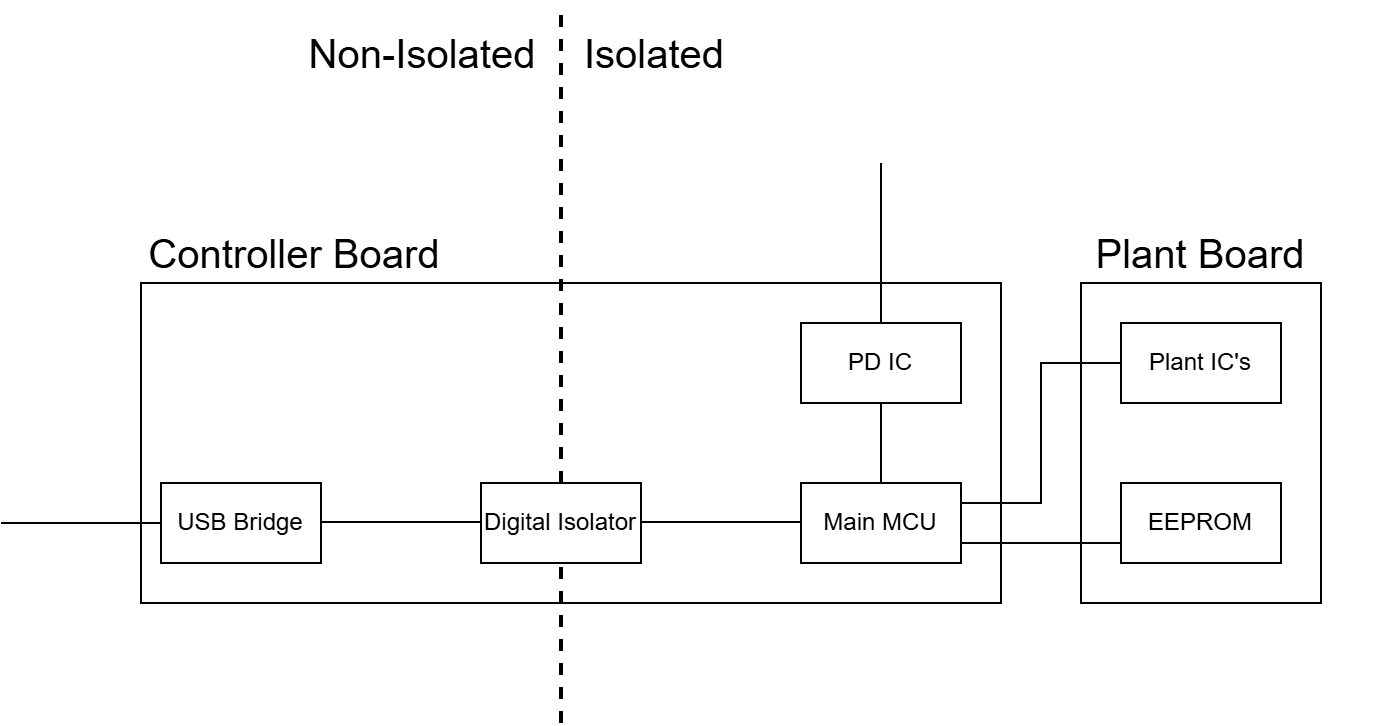 Non-Isolated
Isolated
Controller Board
Plant Board
PD IC
Plant IC's
USB Bridge
Digital Isolator
Main MCU
EEPROM